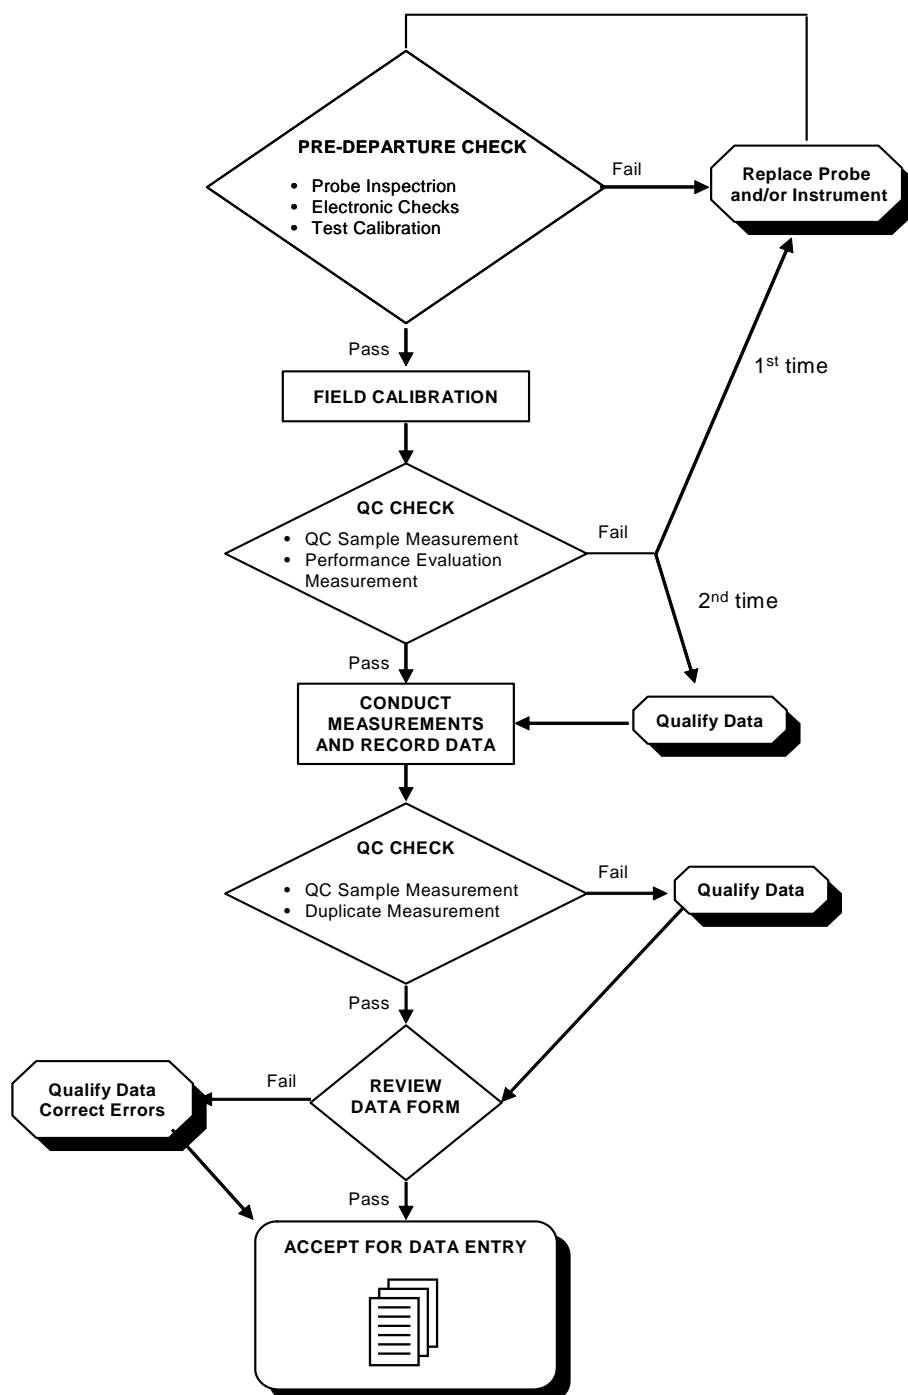 PRE-DEPARTURE CHECK
• Probe Inspectrion
• Electronic Checks
• Test Calibration
Fail
Replace Probe
and/or Instrument
Pass
1st time
FIELD CALIBRATION
QC CHECK
• QC Sample Measurement
• Performance Evaluation
Measurement
Fail
2nd time
Pass
CONDUCT
MEASUREMENTS
AND RECORD DATA
Qualify Data
QC CHECK
• QC Sample Measurement
• Duplicate Measurement
Fail
Qualify Data
Pass
REVIEW
DATA FORM
Fail
Qualify Data
Correct Errors
Pass
ACCEPT FOR DATA ENTRY